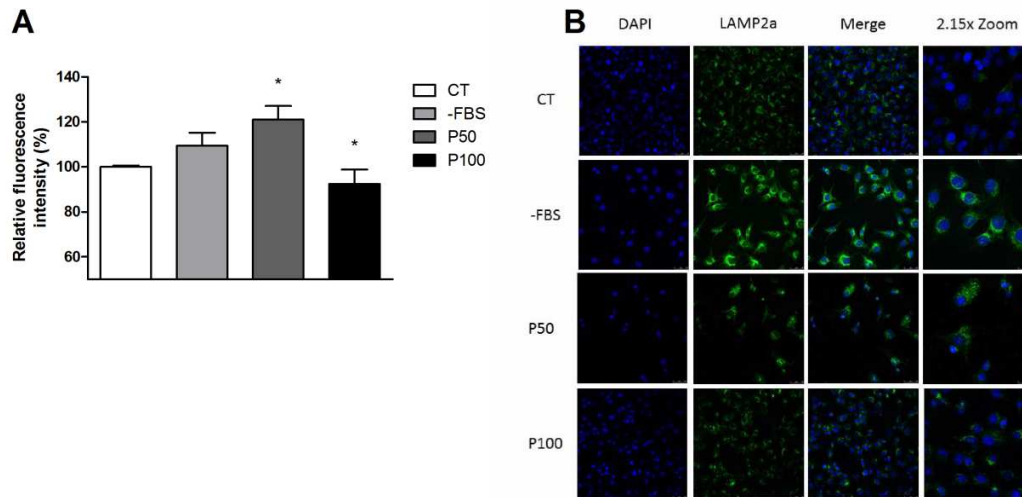 A
Relative fluorescence
intensity (%)
140
120
100
80
60
*
*
CT
-FBS
P50
P100
B
DAPI LAMP2a Merge 2.15x Zoom
CT
-FBS
P50
P100